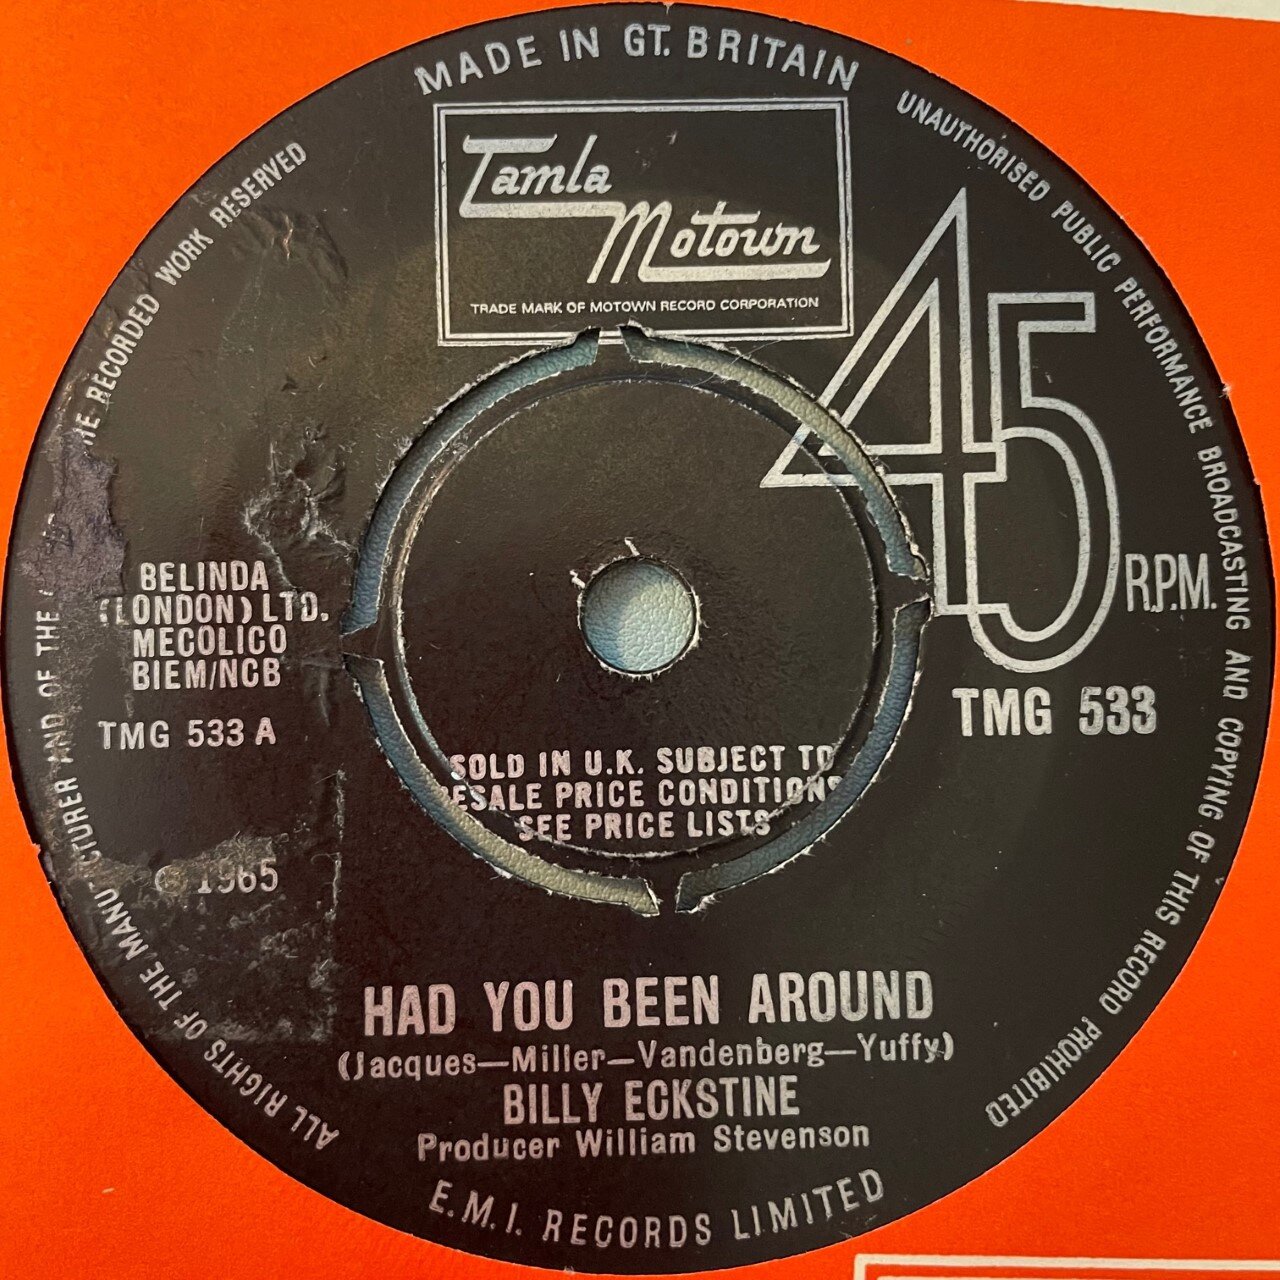 MADE IN GT. BRITAIN
UNAUTHORISED PUBLIC PERFORMANCE BROADCASTING AND COPYING OF THIS RECORD PROHIBITED
ALL RIGHTS OF THE MANUFACTURER AND OF THE
THE RECORDED WORK RESERVED
Tamla
Motown
TRADE MARK OF MOTOWN RECORD CORPORATION
45
R.P.M.
BELINDA
(LONDON) LTD.
MECOLICO
BIEM/NCB
TMG 533 A
TMG 533
SOLD IN U.K. SUBJECT TO
RESALE PRICE CONDITIONS
SEE PRICE LISTS
℗ 1965
HAD YOU BEEN AROUND
(Jacques—Miller—Vandenberg—Yuffy)
BILLY ECKSTINE
Producer William Stevenson
E.M.I. RECORDS LIMITED